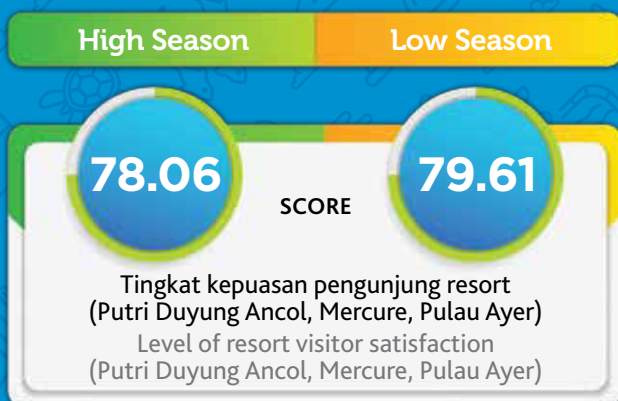 High Season
Low Season
78.06
SCORE
79.61
Tingkat kepuasan pengunjung resort
(Putri Duyung Ancol, Mercure, Pulau Ayer)
Level of resort visitor satisfaction
(Putri Duyung Ancol, Mercure, Pulau Ayer)